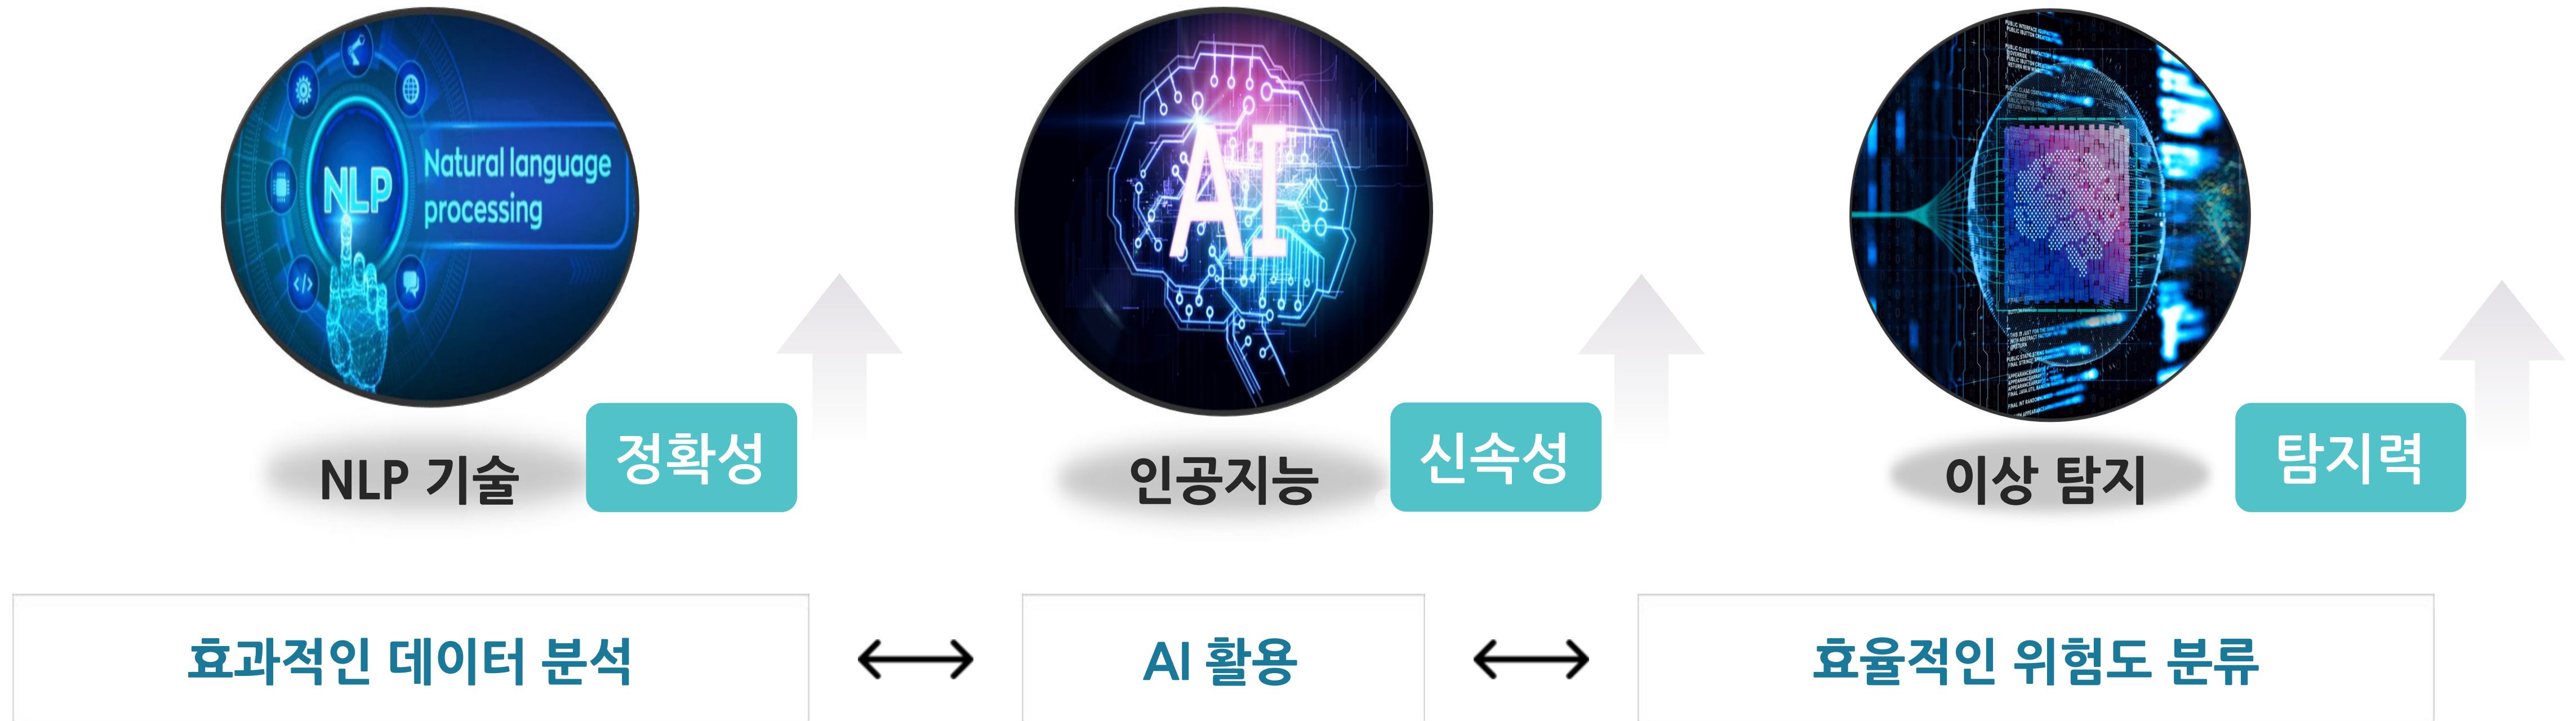 NLP
Natural language
processing
</>
AI
PUBLIC INTERFACE
NLP 기술
정확성
인공지능
신속성
이상 탐지
탐지력
효과적인 데이터 분석
AI 활용
효율적인 위험도 분류